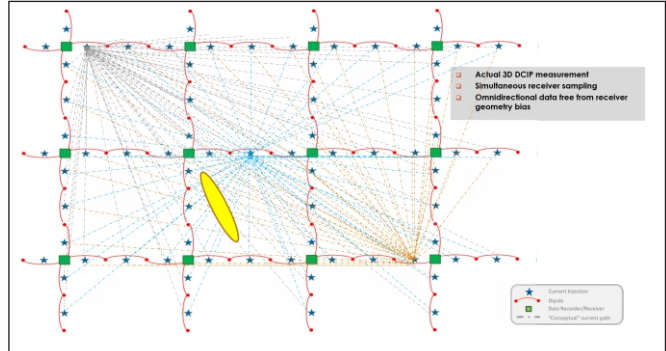 Actual 3D DCIP measurement
Simultaneous receiver sampling
Omnidirectional data tree from receiver
geometry bias
Current Injection
Dipole
Data Recorder/Receiver
"Conceptual" current path